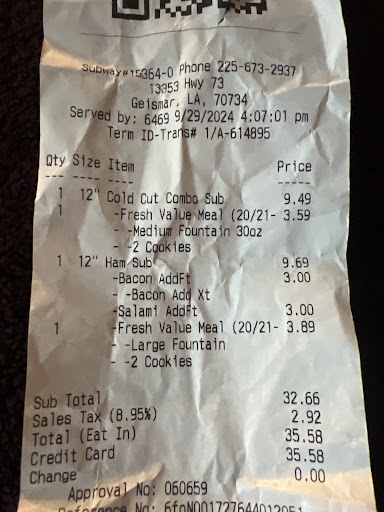 Subway#15364-0 Phone 225-673-2937
13353 Hwy 73
Geismar, LA, 70734
Served by: 6469 9/29/2024 4:07:01 pm
Term ID-Trans# 1/A-614895
Qty Size Item Price
--- ---- ---- -----
1 12" Cold Cut Combo Sub 9.49
1 -Fresh Value Meal (20/21- 3.59
- -Medium Fountain 30oz
- -2 Cookies
1 12" Ham Sub 9.69
-Bacon AddFt 3.00
- -Bacon Add Xt
-Salami AddFt 3.00
1 -Fresh Value Meal (20/21- 3.89
- -Large Fountain
- -2 Cookies
Sub Total 32.66
Sales Tax (8.95%) 2.92
Total (Eat In) 35.58
Credit Card 35.58
Change 0.00
Approval No: 060659
Reference No: